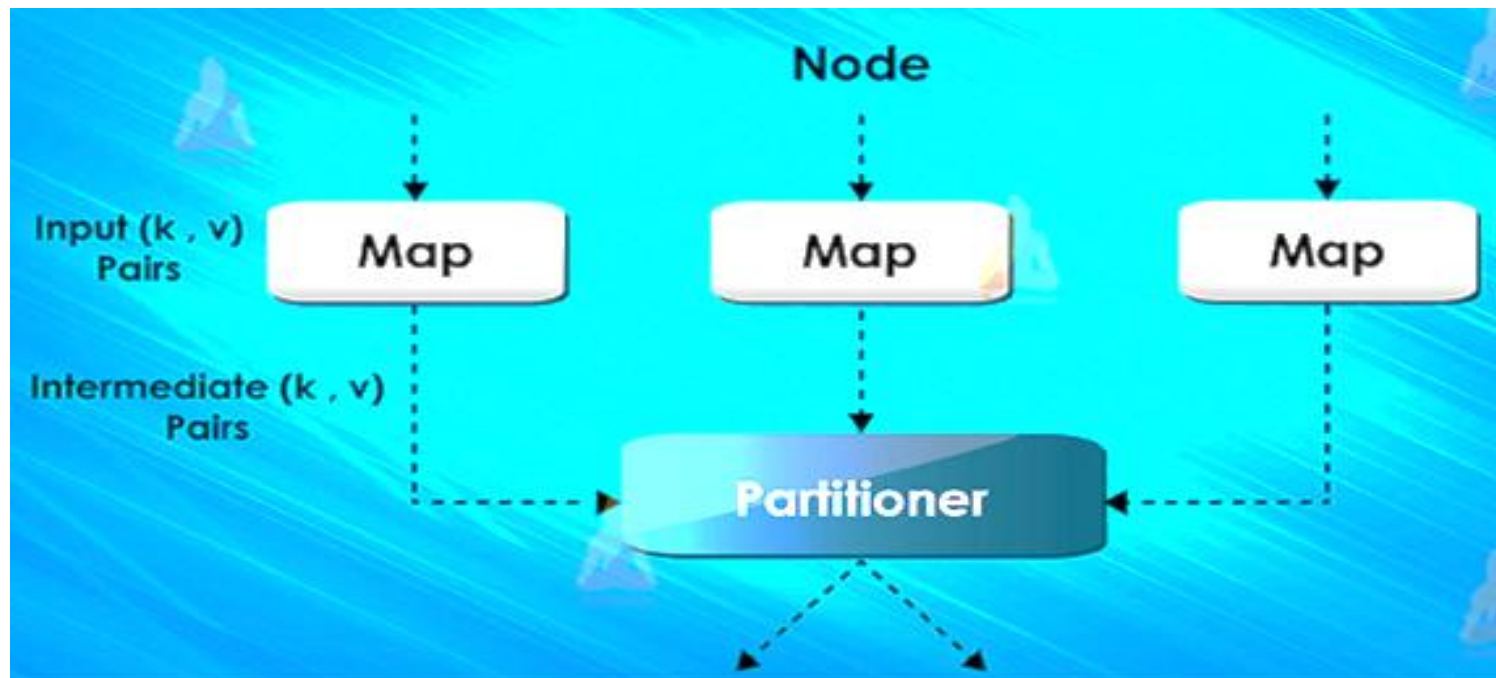 Node
Input (k , v)
Pairs
Map
Map
Map
Intermediate (k , v)
Pairs
Partitioner